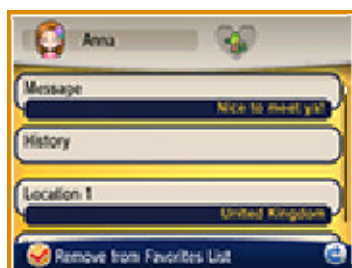 Anna
Message
Nice to meet ya!
History
Location 1
United Kingdom
Remove from Favorites List